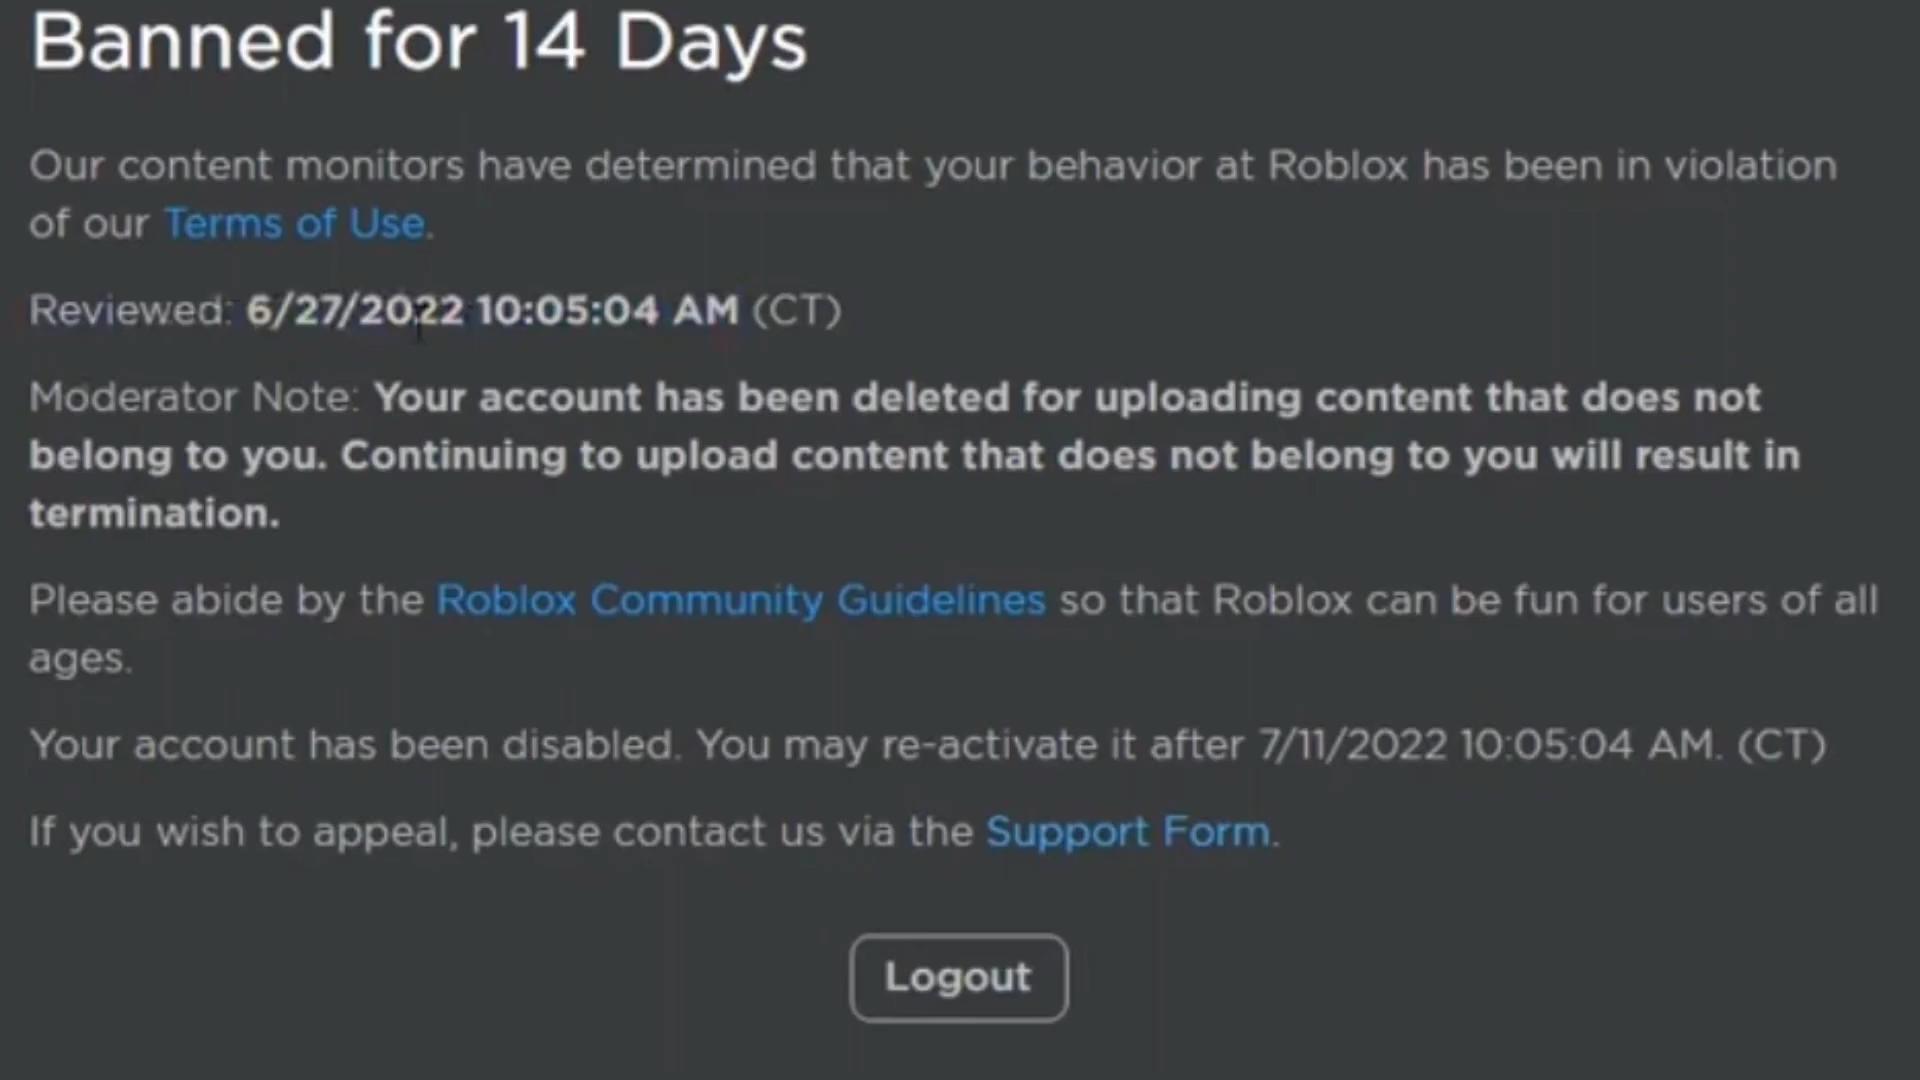 Banned for 14 Days
Our content monitors have determined that your behavior at Roblox has been in violation
of our Terms of Use.
Reviewed: 6/27/2022 10:05:04 AM (CT)
Moderator Note: Your account has been deleted for uploading content that does not
belong to you. Continuing to upload content that does not belong to you will result in
termination.
Please abide by the Roblox Community Guidelines so that Roblox can be fun for users of all
ages.
Your account has been disabled. You may re-activate it after 7/11/2022 10:05:04 AM. (CT)
If you wish to appeal, please contact us via the Support Form.
Logout